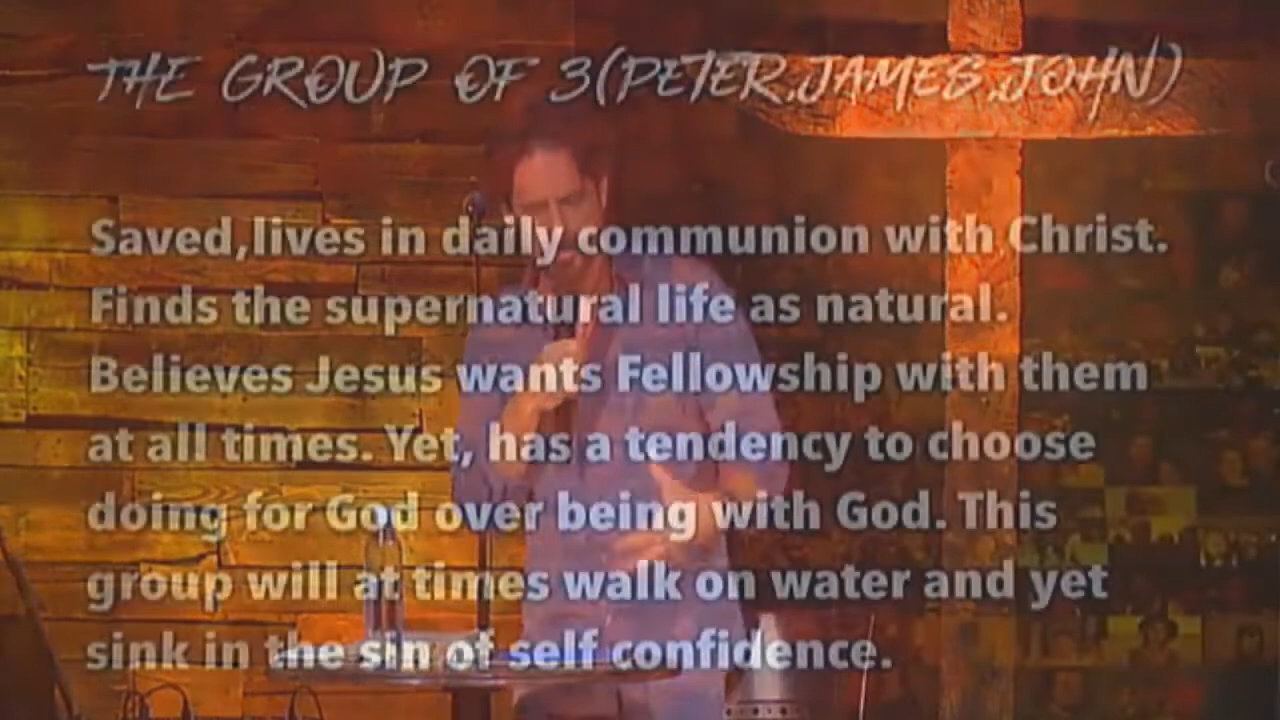 THE GROUP OF 3(PETER,JAMES,JOHN)
Saved,lives in daily communion with Christ.
Finds the supernatural life as natural.
Believes Jesus wants Fellowship with them
at all times. Yet, has a tendency to choose
doing for God over being with God. This
group will at times walk on water and yet
sink in the sin of self confidence.